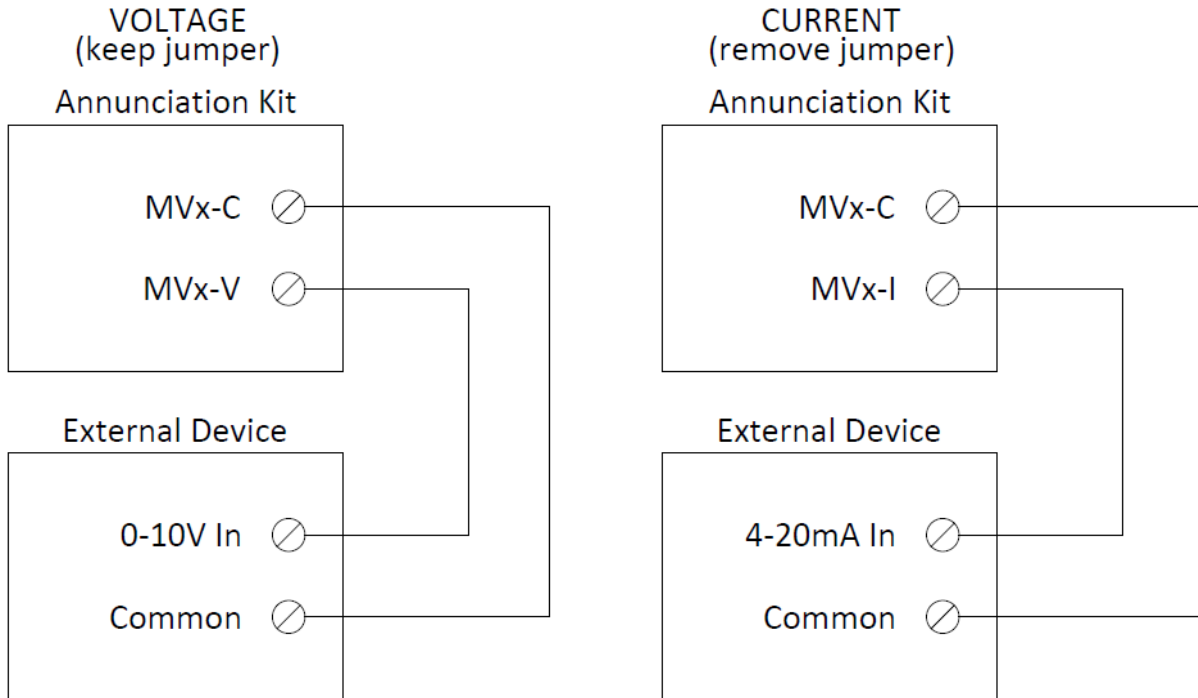 VOLTAGE
(keep jumper)
Annunciation Kit
MVx-C
MVx-V
External Device
0-10V In
Common
CURRENT
(remove jumper)
Annunciation Kit
MVx-C
MVx-I
External Device
4-20mA In
Common